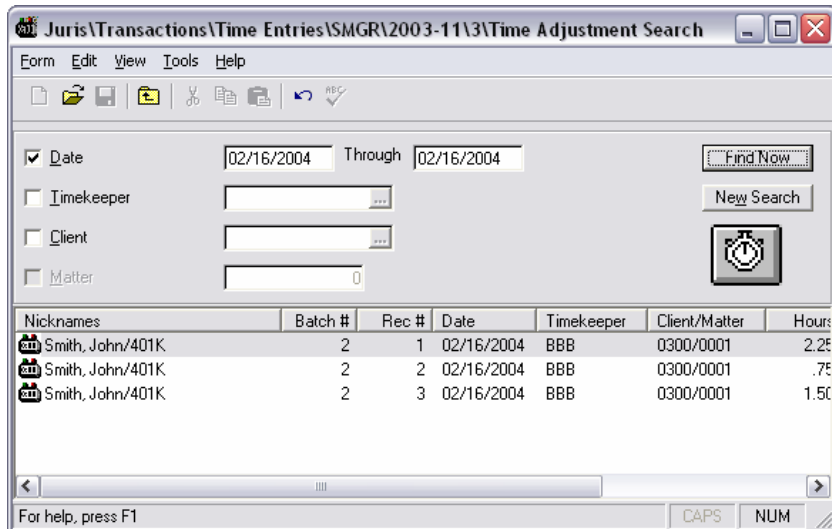 Juris\Transactions\Time Entries\SMGR\2003-11\3\Time Adjustment Search
Form Edit View Tools Help
ABC
Date 02/16/2004 Through 02/16/2004 Find Now
Timekeeper ... New Search
Client ...
Matter 0
Nicknames Batch # Rec # Date Timekeeper Client/Matter Hours
Smith, John/401K 2 1 02/16/2004 BBB 0300/0001 2.25
Smith, John/401K 2 2 02/16/2004 BBB 0300/0001 .75
Smith, John/401K 2 3 02/16/2004 BBB 0300/0001 1.50
For help, press F1 CAPS NUM